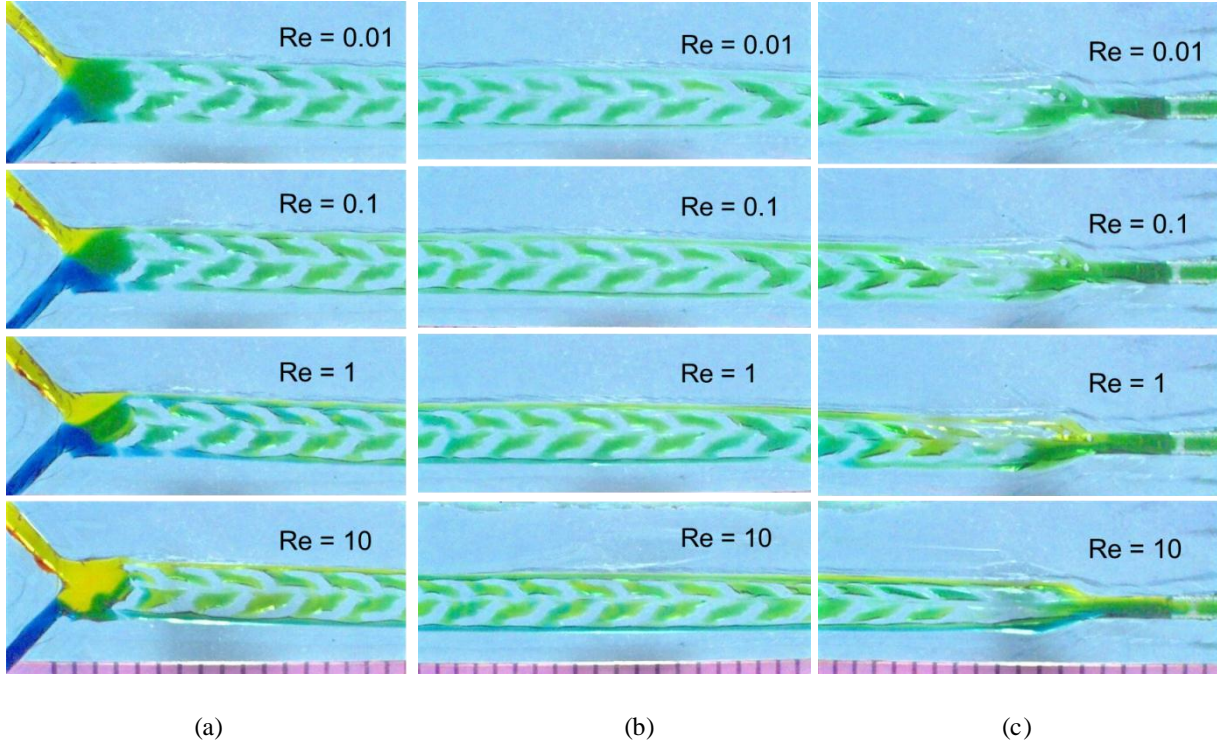 Re = 0.01
Re = 0.01
Re = 0.01
Re = 0.1
Re = 0.1
Re = 0.1
Re = 1
Re = 1
Re = 1
Re = 10
Re = 10
Re = 10
(a)
(b)
(c)